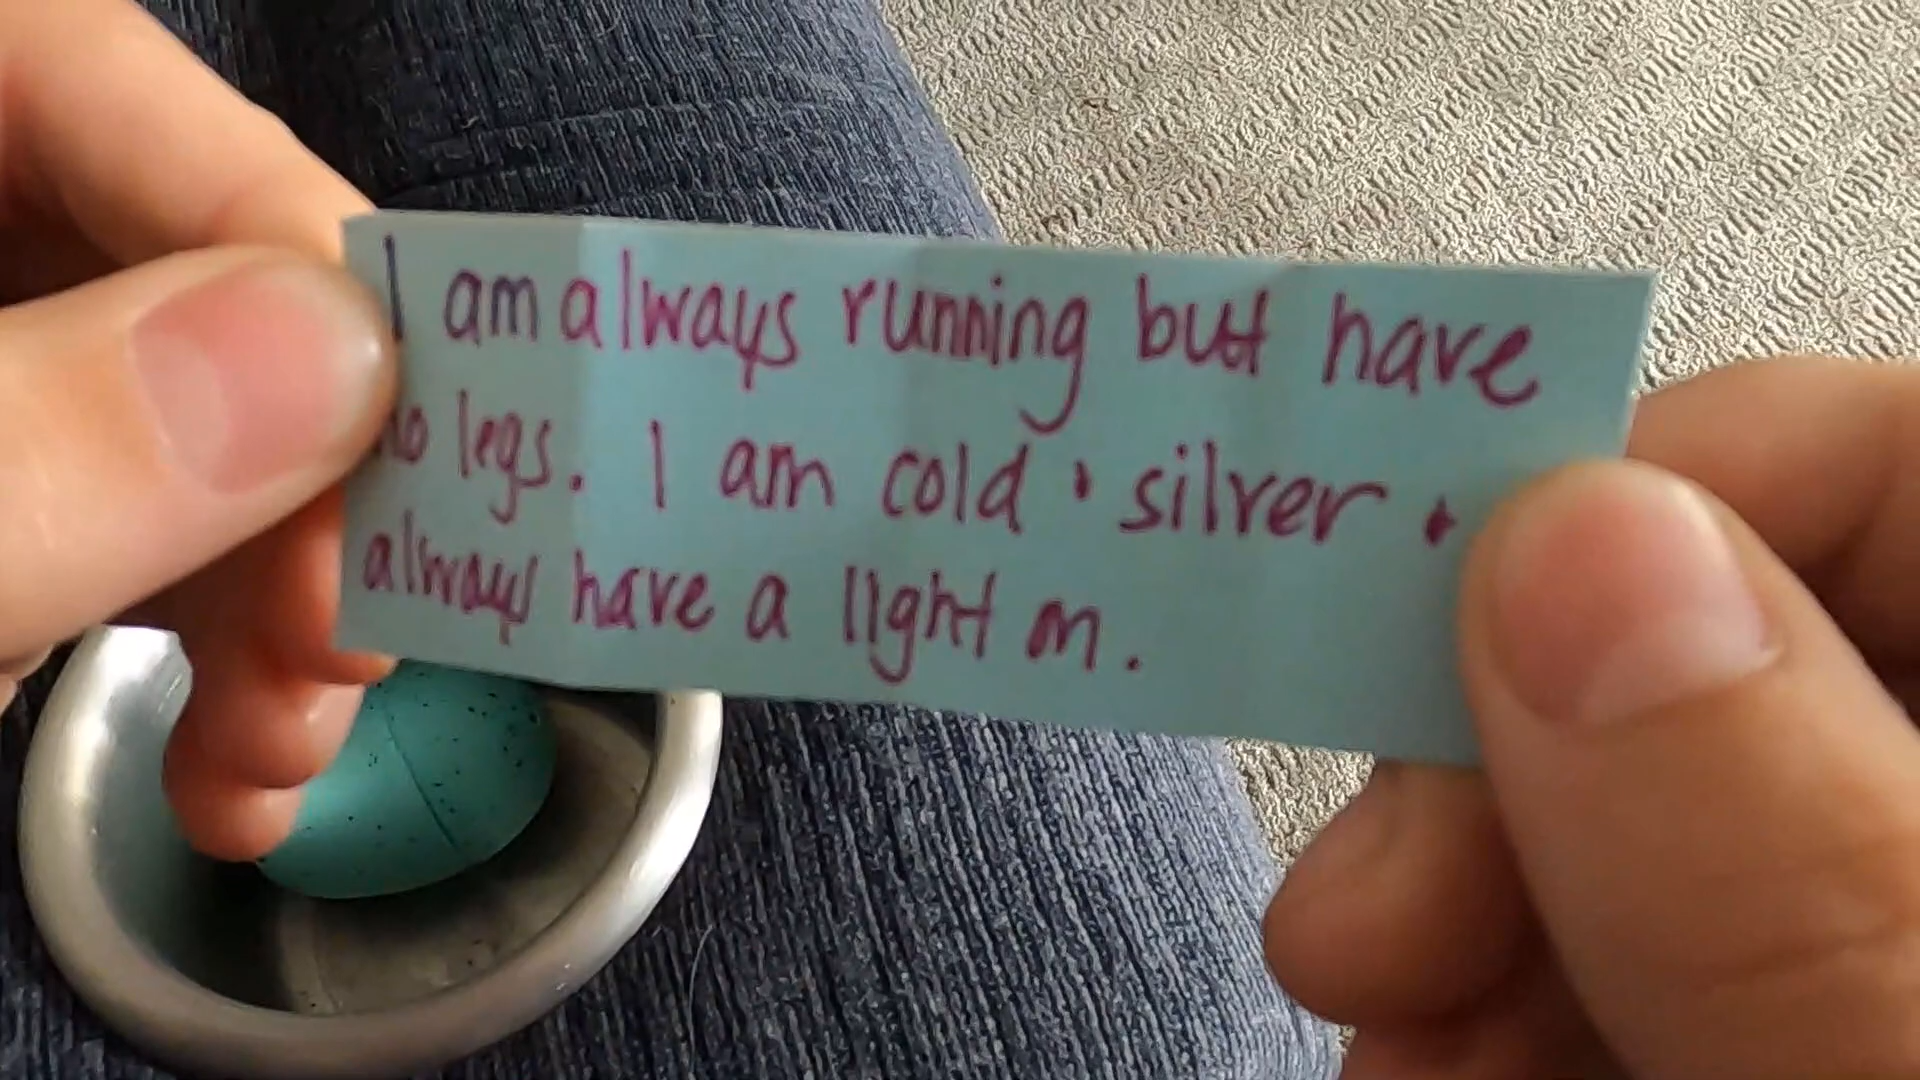 I am always running but have
no legs. I am cold + silver +
always have a light on.